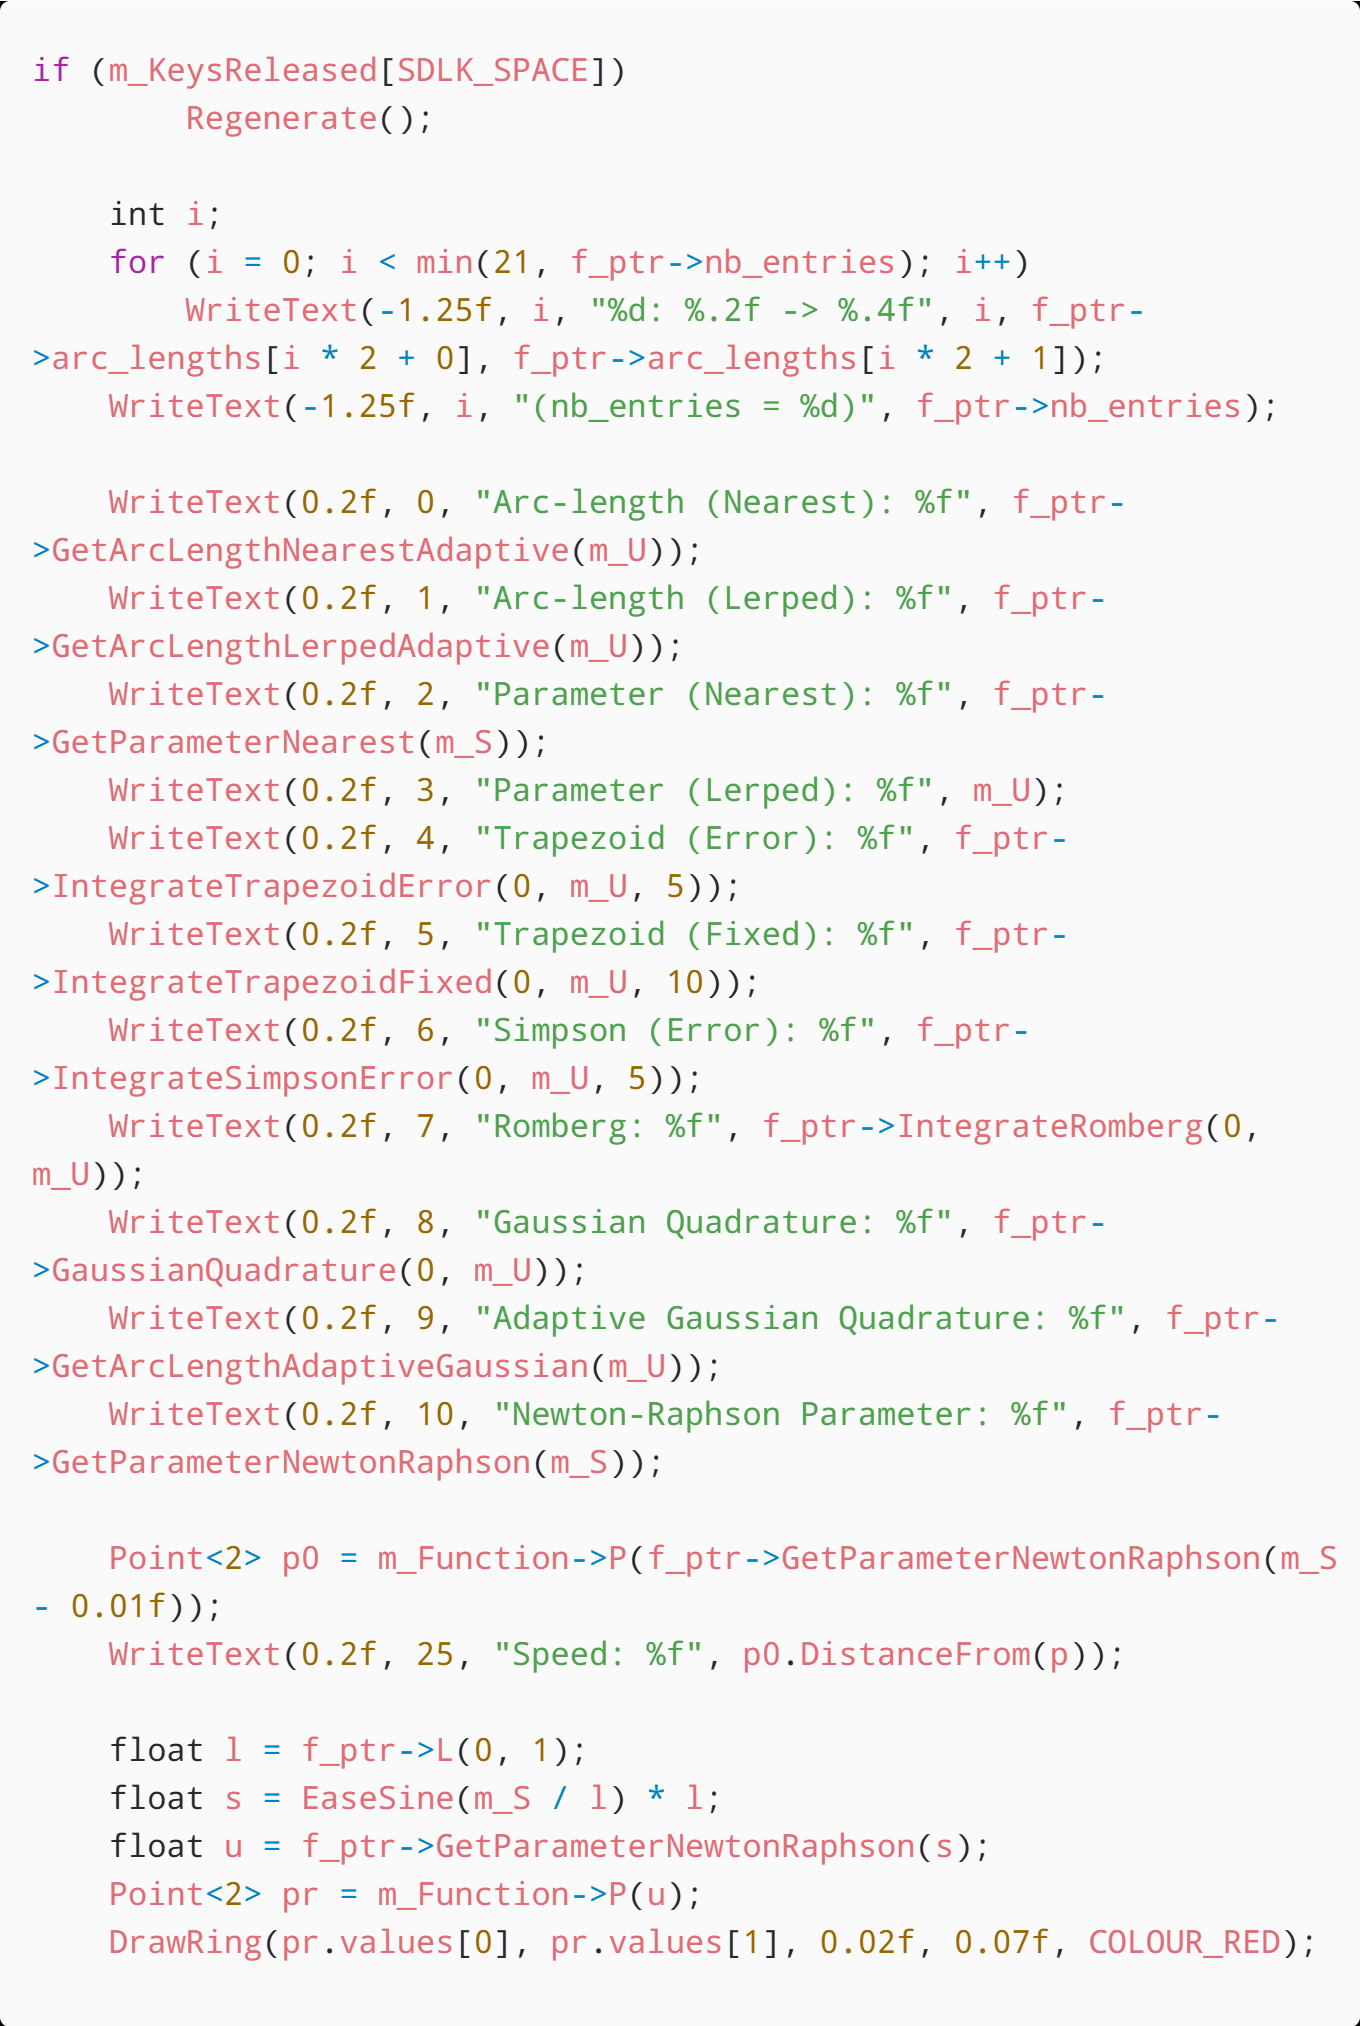 if (m_KeysReleased[SDLK_SPACE])
        Regenerate();

    int i;
    for (i = 0; i < min(21, f_ptr->nb_entries); i++)
        WriteText(-1.25f, i, "%d: %.2f -> %.4f", i, f_ptr-
>arc_lengths[i * 2 + 0], f_ptr->arc_lengths[i * 2 + 1]);
    WriteText(-1.25f, i, "(nb_entries = %d)", f_ptr->nb_entries);

    WriteText(0.2f, 0, "Arc-length (Nearest): %f", f_ptr-
>GetArcLengthNearestAdaptive(m_U));
    WriteText(0.2f, 1, "Arc-length (Lerped): %f", f_ptr-
>GetArcLengthLerpedAdaptive(m_U));
    WriteText(0.2f, 2, "Parameter (Nearest): %f", f_ptr-
>GetParameterNearest(m_S));
    WriteText(0.2f, 3, "Parameter (Lerped): %f", m_U);
    WriteText(0.2f, 4, "Trapezoid (Error): %f", f_ptr-
>IntegrateTrapezoidError(0, m_U, 5));
    WriteText(0.2f, 5, "Trapezoid (Fixed): %f", f_ptr-
>IntegrateTrapezoidFixed(0, m_U, 10));
    WriteText(0.2f, 6, "Simpson (Error): %f", f_ptr-
>IntegrateSimpsonError(0, m_U, 5));
    WriteText(0.2f, 7, "Romberg: %f", f_ptr->IntegrateRomberg(0,
m_U));
    WriteText(0.2f, 8, "Gaussian Quadrature: %f", f_ptr-
>GaussianQuadrature(0, m_U));
    WriteText(0.2f, 9, "Adaptive Gaussian Quadrature: %f", f_ptr-
>GetArcLengthAdaptiveGaussian(m_U));
    WriteText(0.2f, 10, "Newton-Raphson Parameter: %f", f_ptr-
>GetParameterNewtonRaphson(m_S));

    Point<2> p0 = m_Function->P(f_ptr->GetParameterNewtonRaphson(m_S
- 0.01f));
    WriteText(0.2f, 25, "Speed: %f", p0.DistanceFrom(p));

    float l = f_ptr->L(0, 1);
    float s = EaseSine(m_S / l) * l;
    float u = f_ptr->GetParameterNewtonRaphson(s);
    Point<2> pr = m_Function->P(u);
    DrawRing(pr.values[0], pr.values[1], 0.02f, 0.07f, COLOUR_RED);